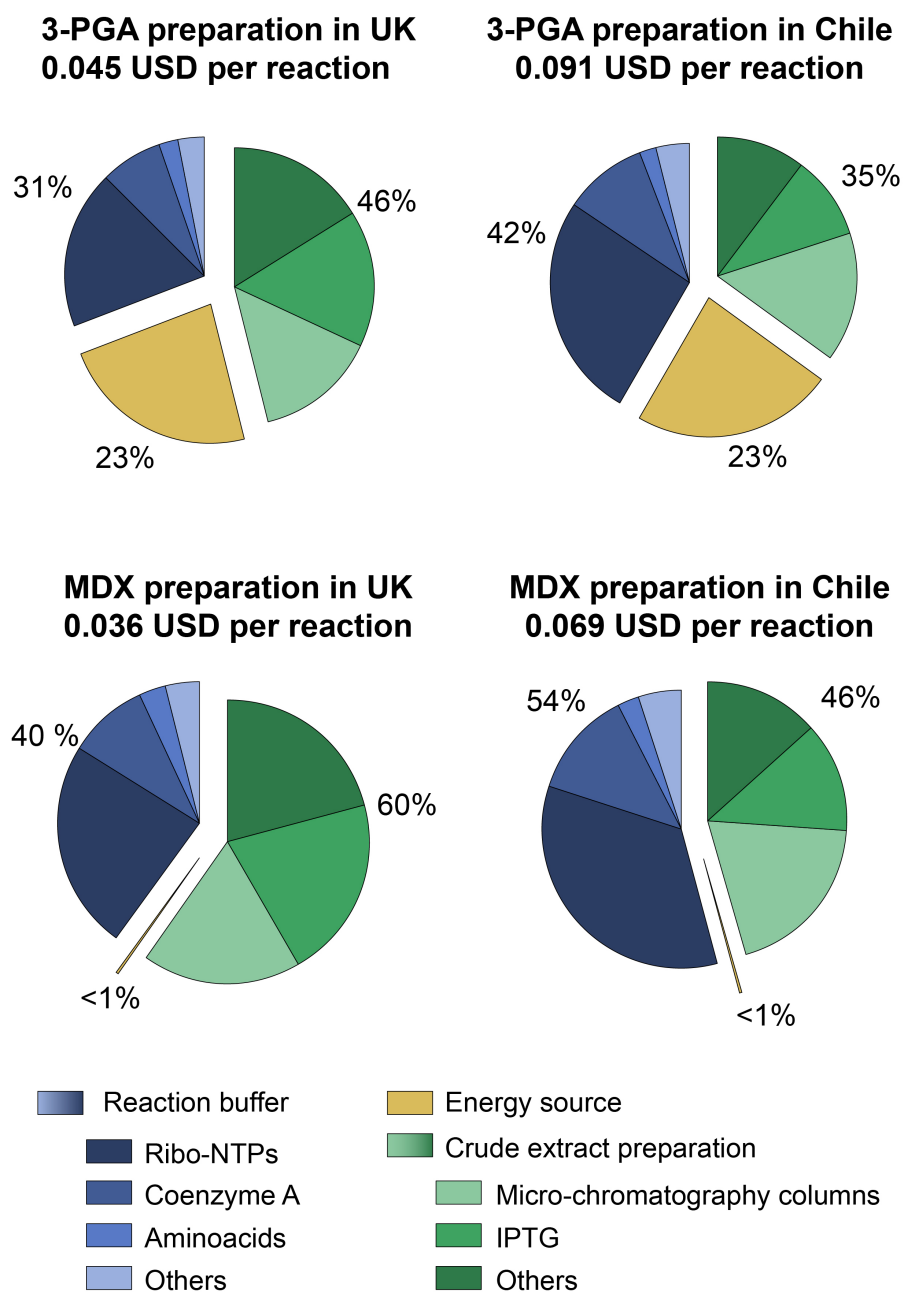 3-PGA preparation in UK
0.045 USD per reaction
3-PGA preparation in Chile
0.091 USD per reaction
31%
46%
23%
42%
35%
23%
MDX preparation in UK
0.036 USD per reaction
MDX preparation in Chile
0.069 USD per reaction
40 %
60%
<1%
54%
46%
<1%
Reaction buffer
Ribo-NTPs
Coenzyme A
Aminoacids
Others
Energy source
Crude extract preparation
Micro-chromatography columns
IPTG
Others